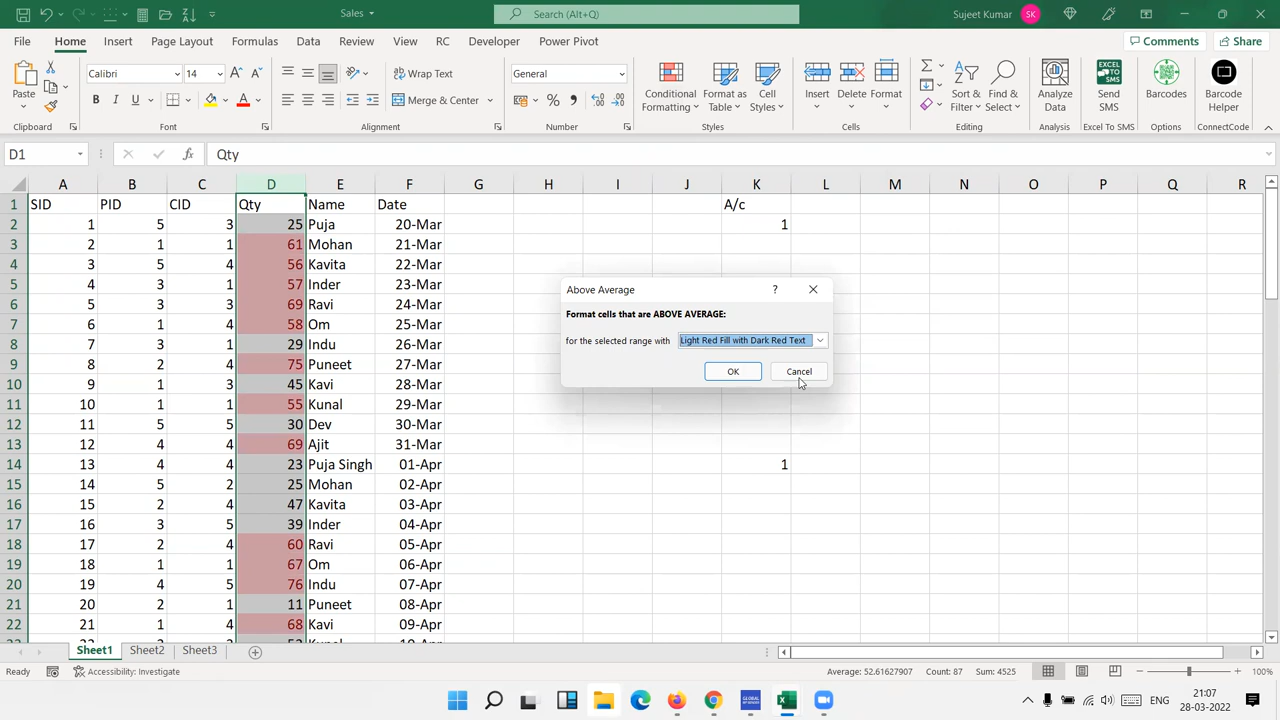 Sales
Search (Alt+Q)
Sujeet Kumar
SK
File Home Insert Page Layout Formulas Data Review View RC Developer Power Pivot
Comments Share
Paste
Calibri 14
Wrap Text
General
Conditional Formatting
Format as Table
Cell Styles
Insert Delete Format
Sort & Filter
Find & Select
Analyze Data
Send SMS
Barcodes
Barcode Helper
B I U
Merge & Center
Clipboard Font Alignment Number Styles Cells Editing Analysis Excel To SMS Options ConnectCode
D1 fx Qty
A B C D E F G H I J K L M N O P Q R
1 SID PID CID Qty Name Date A/c
2 1 5 3 25 Puja 20-Mar 1
3 2 1 1 61 Mohan 21-Mar
4 3 5 4 56 Kavita 22-Mar
5 4 3 1 57 Inder 23-Mar
6 5 3 3 69 Ravi 24-Mar
7 6 1 4 58 Om 25-Mar
8 7 3 1 29 Indu 26-Mar
9 8 2 4 75 Puneet 27-Mar
10 9 1 3 45 Kavi 28-Mar
11 10 1 1 55 Kunal 29-Mar
12 11 5 5 30 Dev 30-Mar
13 12 4 4 69 Ajit 31-Mar
14 13 4 4 23 Puja Singh 01-Apr 1
15 14 5 2 25 Mohan 02-Apr
16 15 2 4 47 Kavita 03-Apr
17 16 3 5 39 Inder 04-Apr
18 17 2 4 60 Ravi 05-Apr
19 18 1 1 67 Om 06-Apr
20 19 4 5 76 Indu 07-Apr
21 20 2 1 11 Puneet 08-Apr
22 21 1 4 68 Kavi 09-Apr
Above Average ?
Format cells that are ABOVE AVERAGE:
for the selected range with Light Red Fill with Dark Red Text
OK Cancel
Sheet1 Sheet2 Sheet3
Ready Accessibility: Investigate Average: 52.61627907 Count: 87 Sum: 4525 100%
ENG
21:07
28-03-2022